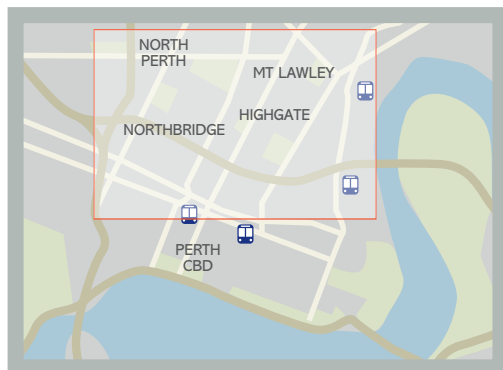 NORTH
PERTH
MT LAWLEY
HIGHGATE
NORTHBRIDGE
PERTH
CBD